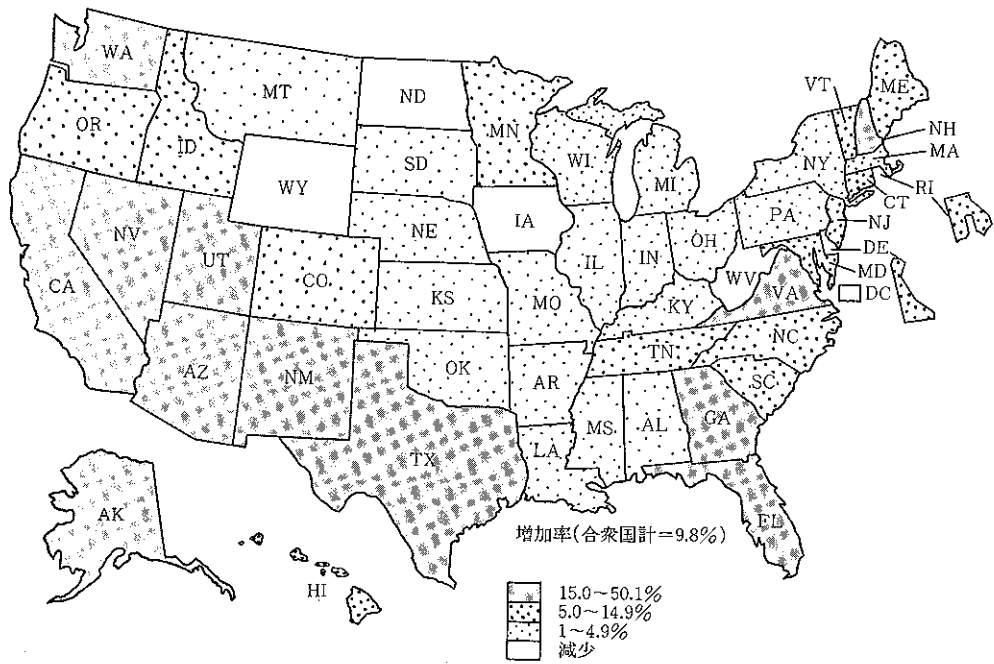 WA
MT
ND
MN
VT
ME
OR
ID
SD
WI
MI
NY
NH
MA
WY
IA
NE
RI
CT
PA
NJ
NV
UT
CO
KS
MO
IL
IN
OH
WV
KY
VA
DE
MD
DC
CA
AZ
NM
OK
AR
TN
NC
SC
MS
AL
GA
TX
LA
FL
AK
HI
増加率(合衆国計=9.8%)
15.0~50.1%
5.0~14.9%
1~4.9%
減少